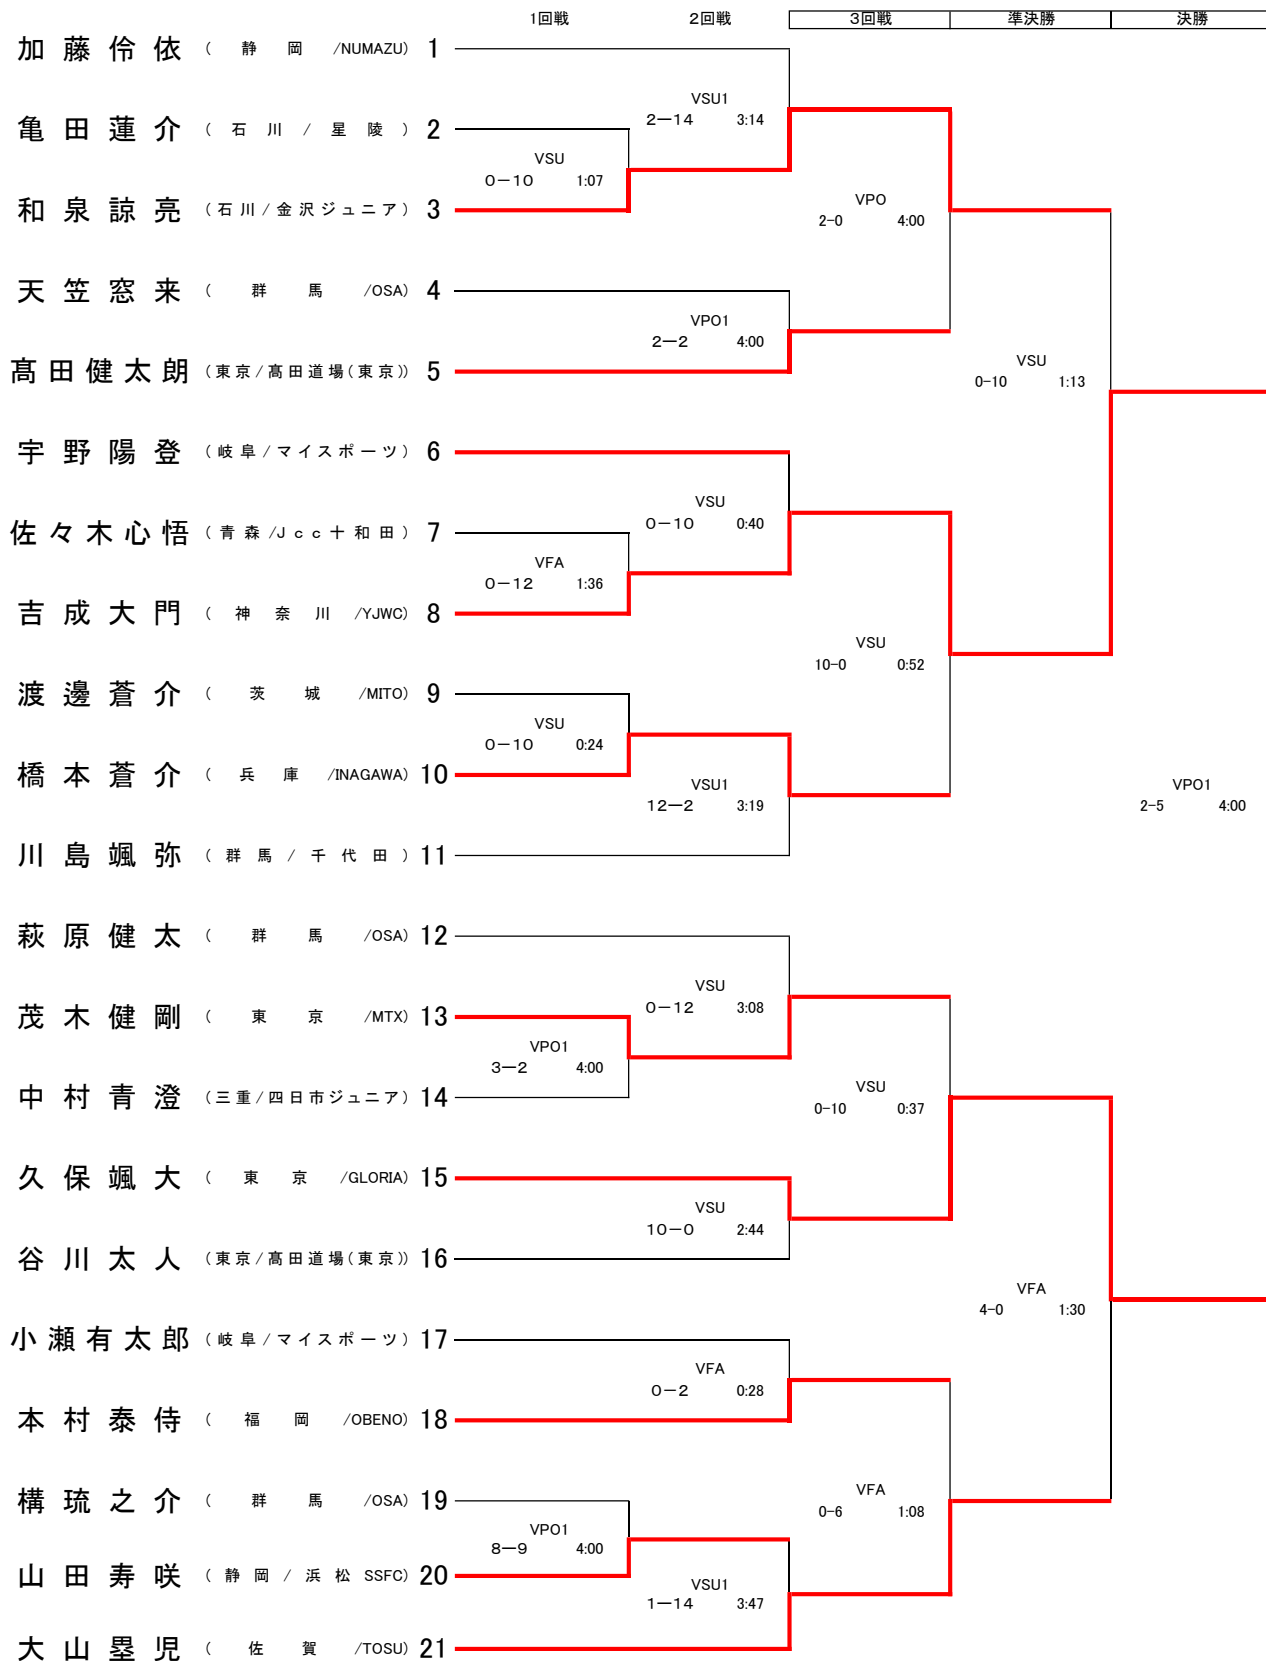 1回戦 2回戦 3回戦 準決勝 決勝
加藤伶依 (静岡/NUMAZU) 1
VSU1
2－14 3:14
亀田蓮介 (石川/星陵) 2
VSU
0－10 1:07
和泉諒亮 (石川/金沢ジュニア) 3
VPO
2-0 4:00
天笠窓来 (群馬/OSA) 4
VPO1
2－2 4:00
髙田健太朗 (東京/髙田道場(東京)) 5
VSU
0-10 1:13
宇野陽登 (岐阜/マイスポーツ) 6
VSU
0－10 0:40
佐々木心悟 (青森/Jｃｃ十和田) 7
VFA
0－12 1:36
吉成大門 (神奈川/YJWC) 8
VSU
10-0 0:52
渡邊蒼介 (茨城/MITO) 9
VSU
0－10 0:24
橋本蒼介 (兵庫/INAGAWA) 10
VSU1
12－2 3:19
VPO1
2-5 4:00
川島颯弥 (群馬/千代田) 11
萩原健太 (群馬/OSA) 12
VSU
0－12 3:08
茂木健剛 (東京/MTX) 13
VPO1
3－2 4:00
中村青澄 (三重/四日市ジュニア) 14
VSU
0-10 0:37
久保颯大 (東京/GLORIA) 15
VSU
10－0 2:44
谷川太人 (東京/髙田道場(東京)) 16
VFA
4-0 1:30
小瀬有太郎 (岐阜/マイスポーツ) 17
VFA
0－2 0:28
本村泰侍 (福岡/OBENO) 18
VFA
0-6 1:08
構琉之介 (群馬/OSA) 19
VPO1
8－9 4:00
山田寿咲 (静岡/浜松SSFC) 20
VSU1
1－14 3:47
大山塁児 (佐賀/TOSU) 21